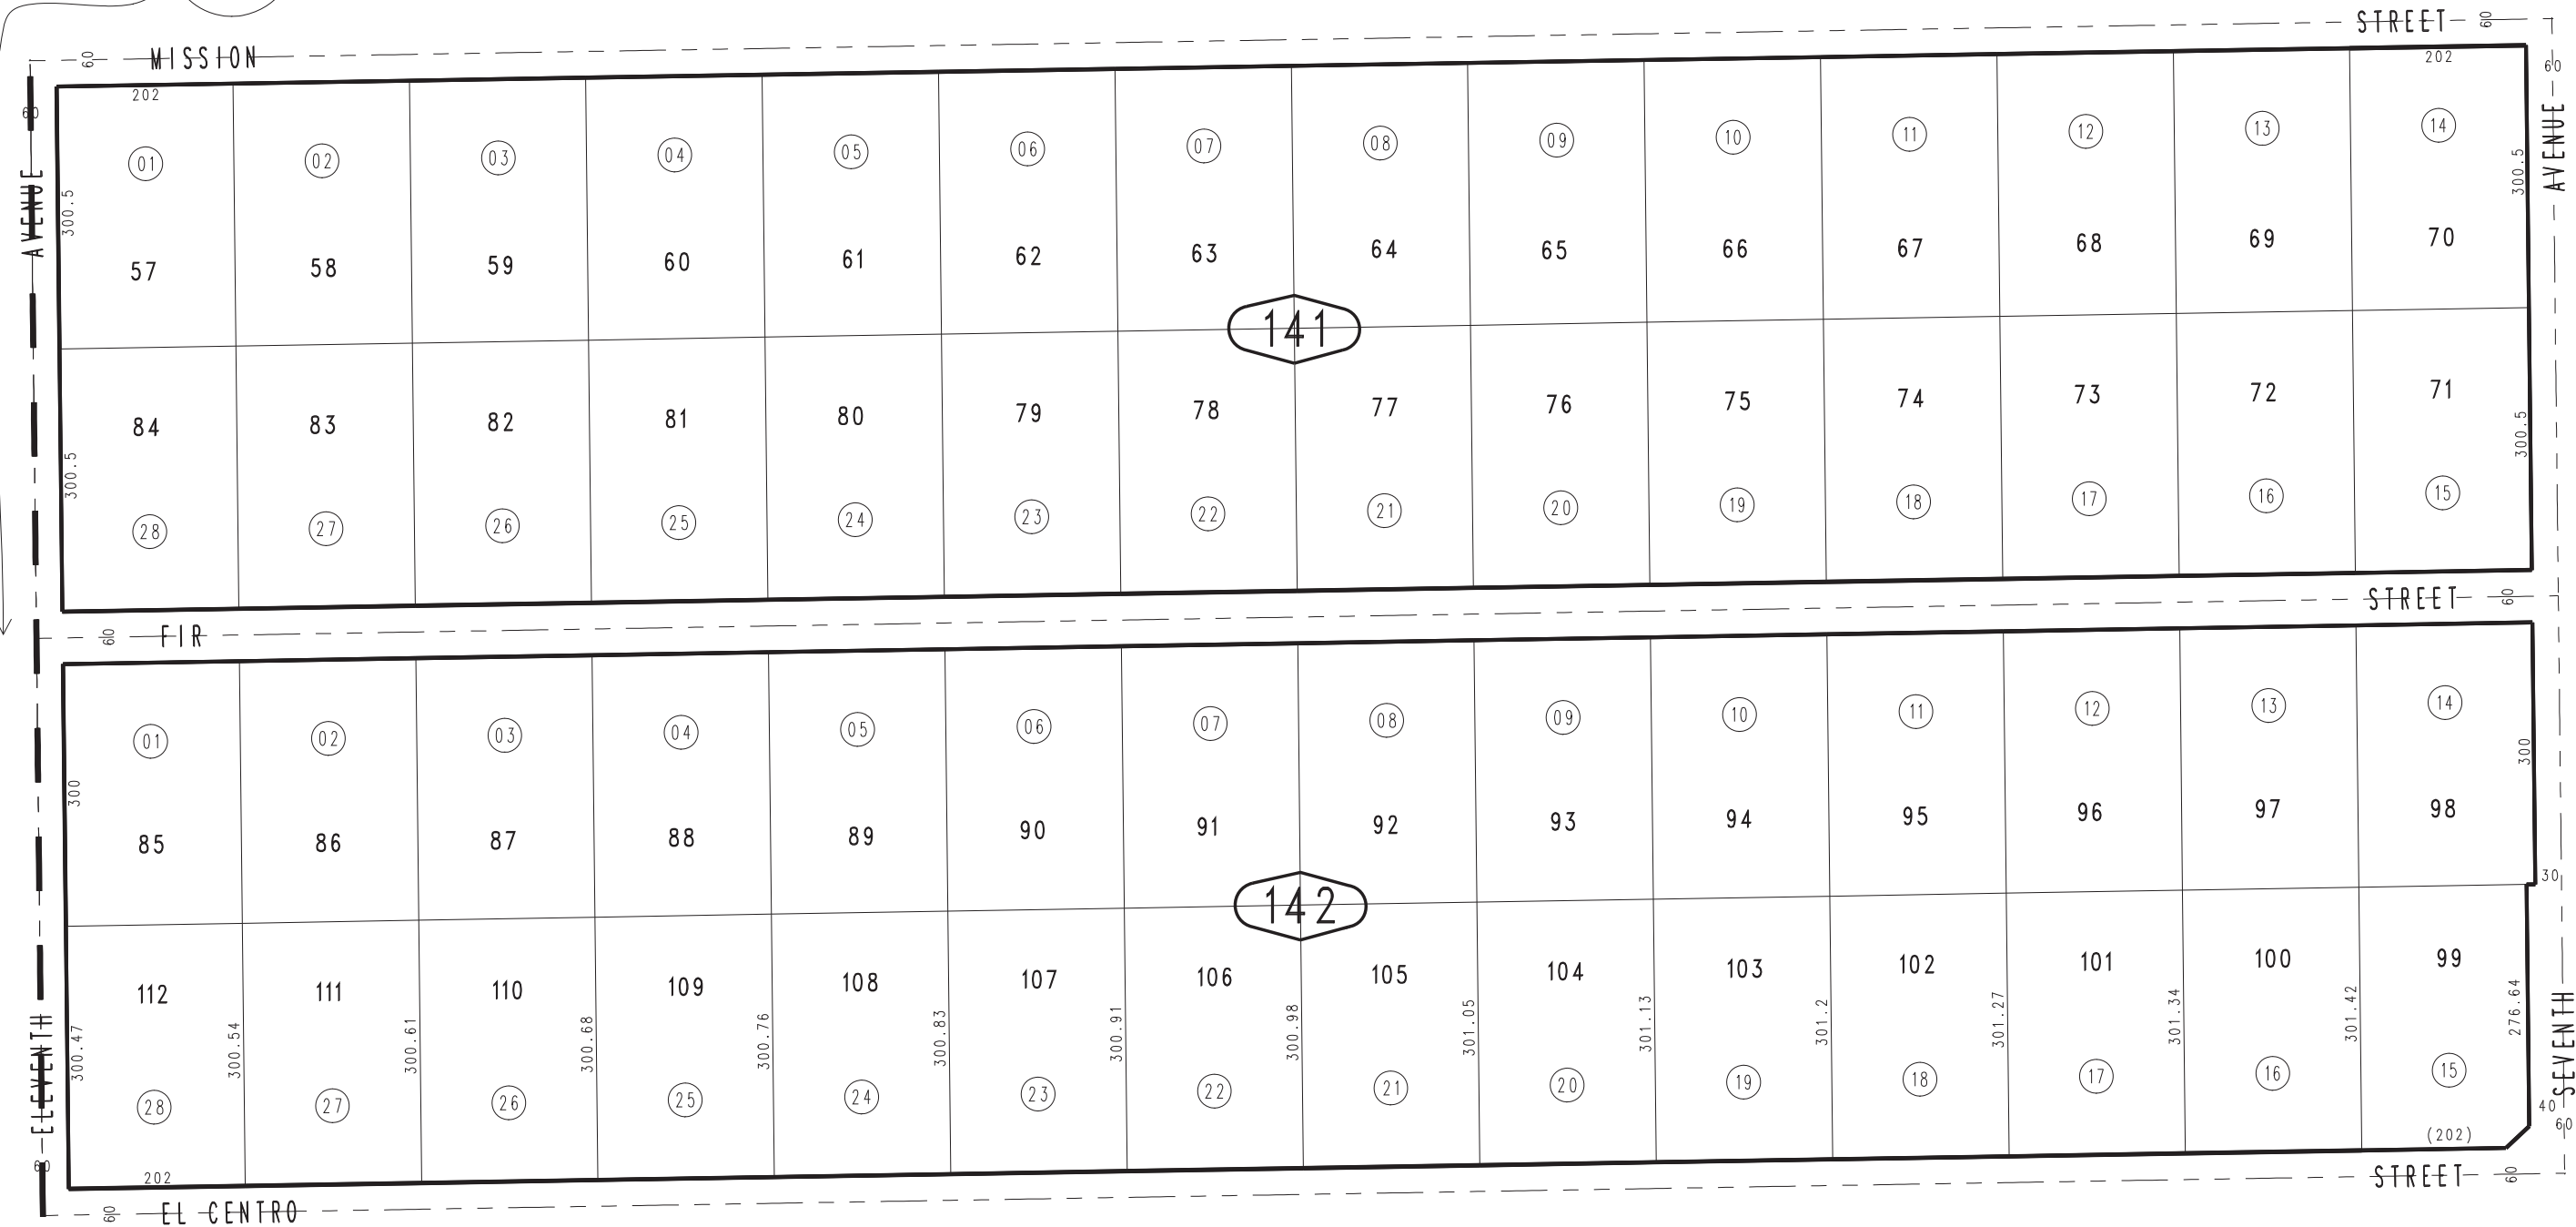 MISSION STREET
60 60
202 202
60 60
AVENUE AVENUE
01 02 03 04 05 06 07 08 09 10 11 12 13 14
300.5 300.5
57 58 59 60 61 62 63 64 65 66 67 68 69 70
141
84 83 82 81 80 79 78 77 76 75 74 73 72 71
300.5 300.5
28 27 26 25 24 23 22 21 20 19 18 17 16 15
FIR STREET
60 60
01 02 03 04 05 06 07 08 09 10 11 12 13 14
300 300
85 86 87 88 89 90 91 92 93 94 95 96 97 98
30
142
112 111 110 109 108 107 106 105 104 103 102 101 100 99
300.47 300.54 300.61 300.68 300.76 300.83 300.91 300.98 301.05 301.13 301.2 301.27 301.34 301.42 276.64
ELEVENTH SEVENTH
28 27 26 25 24 23 22 21 20 19 18 17 16 15
40
60 60
202 (202)
EL CENTRO STREET
60 60